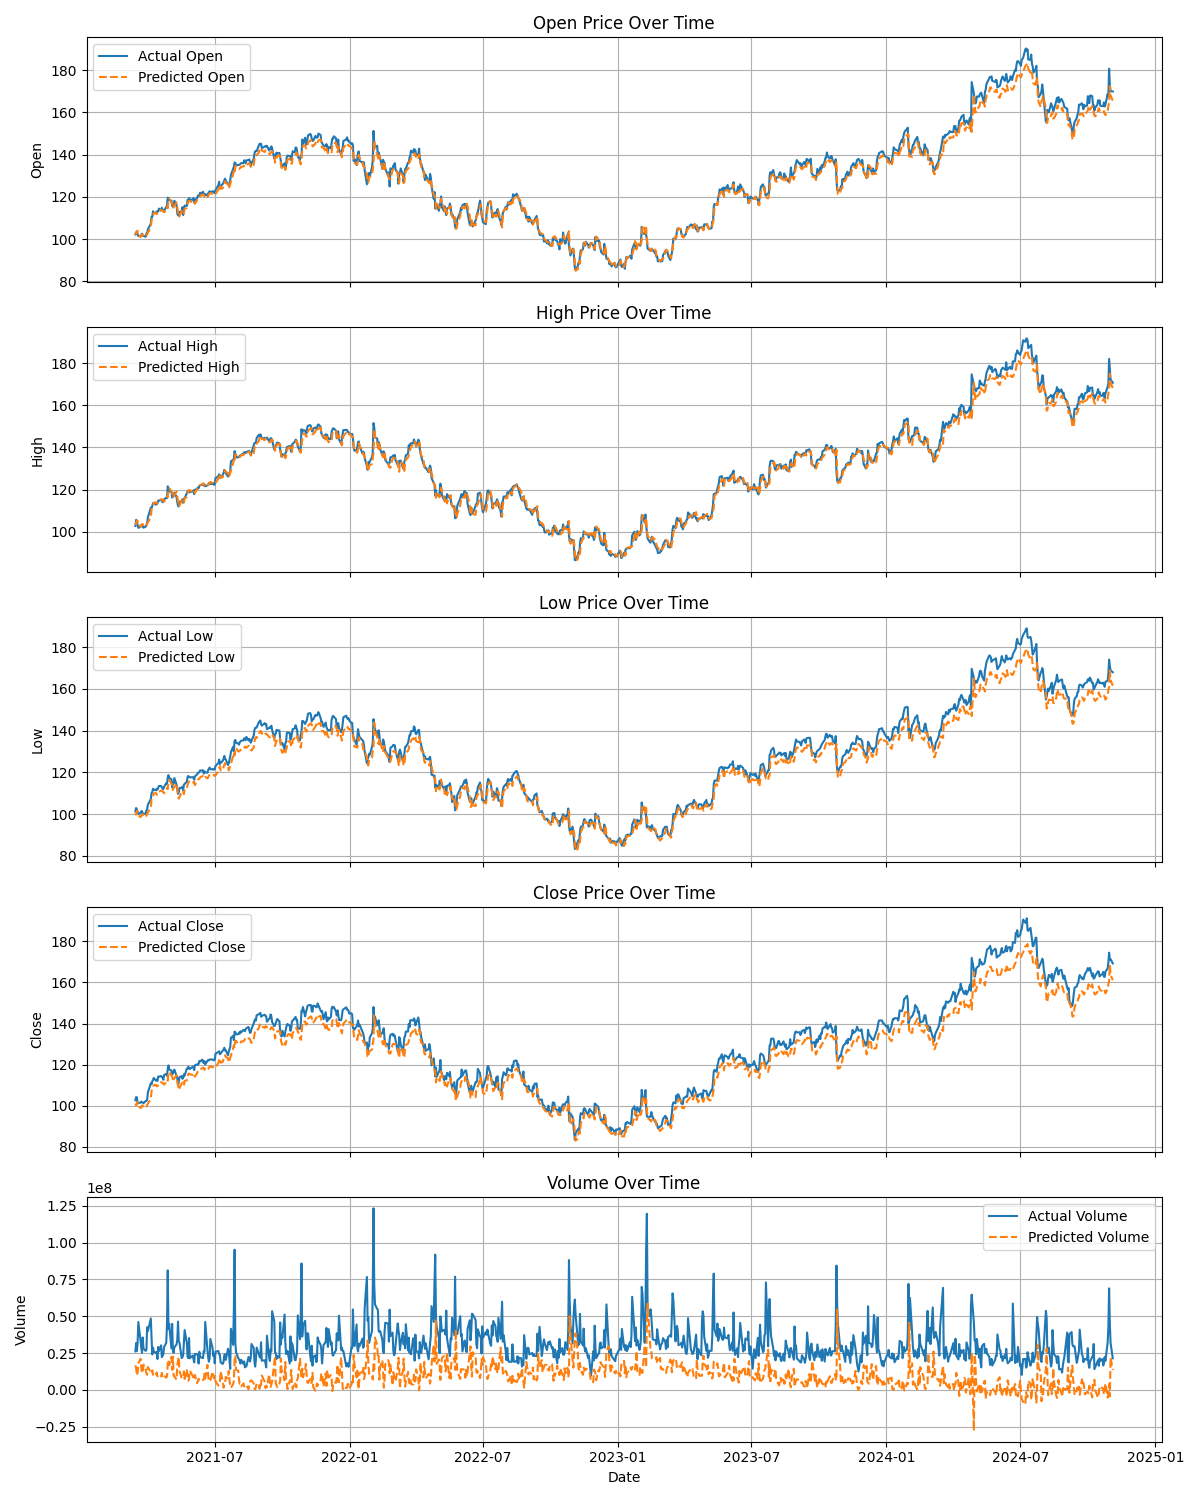 Open Price Over Time
Actual Open
Predicted Open
180
160
140
120
100
80
Open
High Price Over Time
Actual High
Predicted High
180
160
140
120
100
High
Low Price Over Time
Actual Low
Predicted Low
180
160
140
120
100
80
Low
Close Price Over Time
Actual Close
Predicted Close
180
160
140
120
100
80
Close
Volume Over Time
1e8
Actual Volume
Predicted Volume
1.25
1.00
0.75
0.50
0.25
0.00
−0.25
Volume
2021-07 2022-01 2022-07 2023-01 2023-07 2024-01 2024-07 2025-01
Date